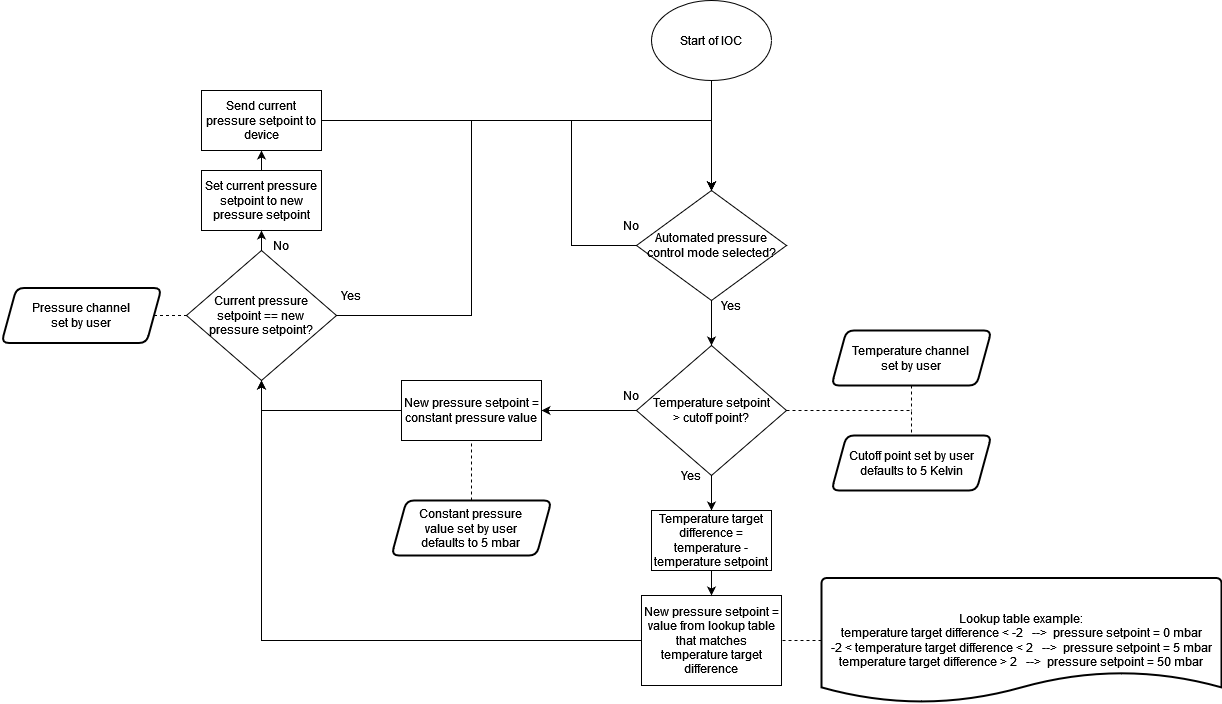 Start of IOC
Send current
pressure setpoint to
device
Set current pressure
setpoint to new
pressure setpoint
No
No
Automated pressure
control mode selected?
Yes
Current pressure
setpoint == new
pressure setpoint?
Yes
Pressure channel
set by user
Temperature channel
set by user
No
Temperature setpoint
> cutoff point?
New pressure setpoint =
constant pressure value
Cutoff point set by user
defaults to 5 Kelvin
Yes
Constant pressure
value set by user
defaults to 5 mbar
Temperature target
difference =
temperature -
temperature setpoint
New pressure setpoint =
value from lookup table
that matches
temperature target
difference
Lookup table example:
temperature target difference < -2 --> pressure setpoint = 0 mbar
-2 < temperature target difference < 2 --> pressure setpoint = 5 mbar
temperature target difference > 2 --> pressure setpoint = 50 mbar